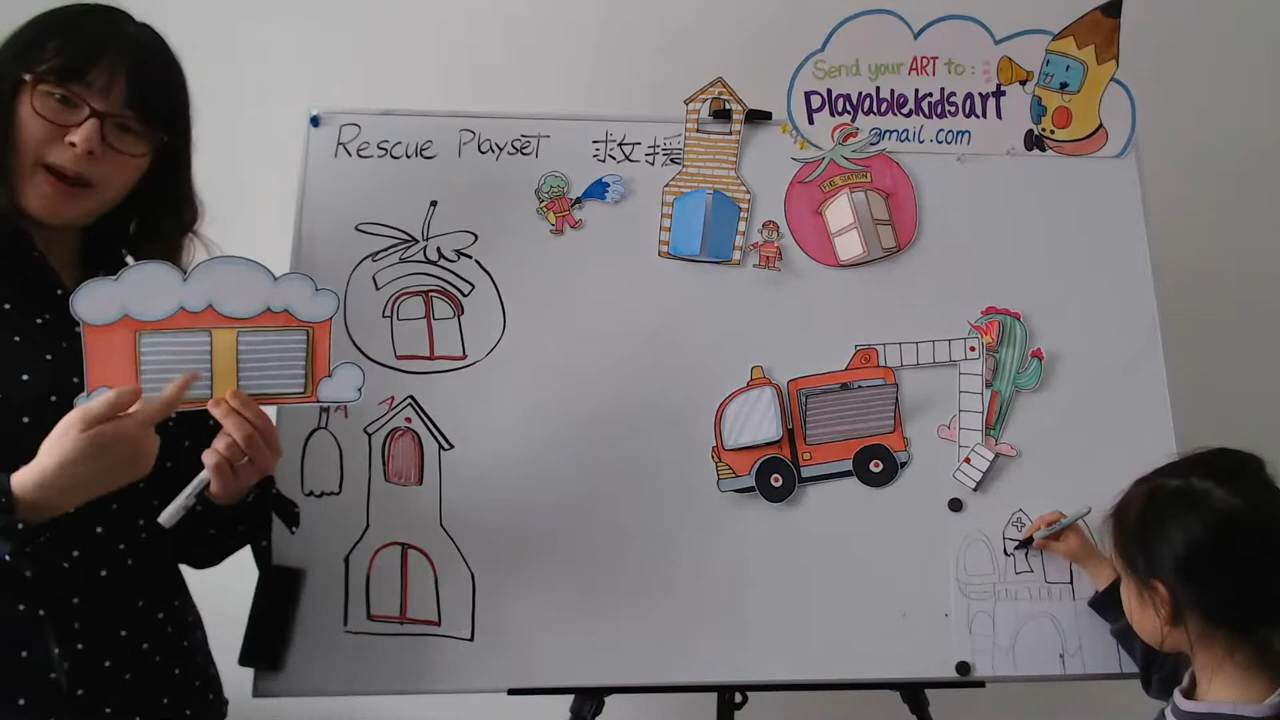 Rescue Playset 救援
Send your ART to:
playablekidsart
@gmail.com
FIRE STATION